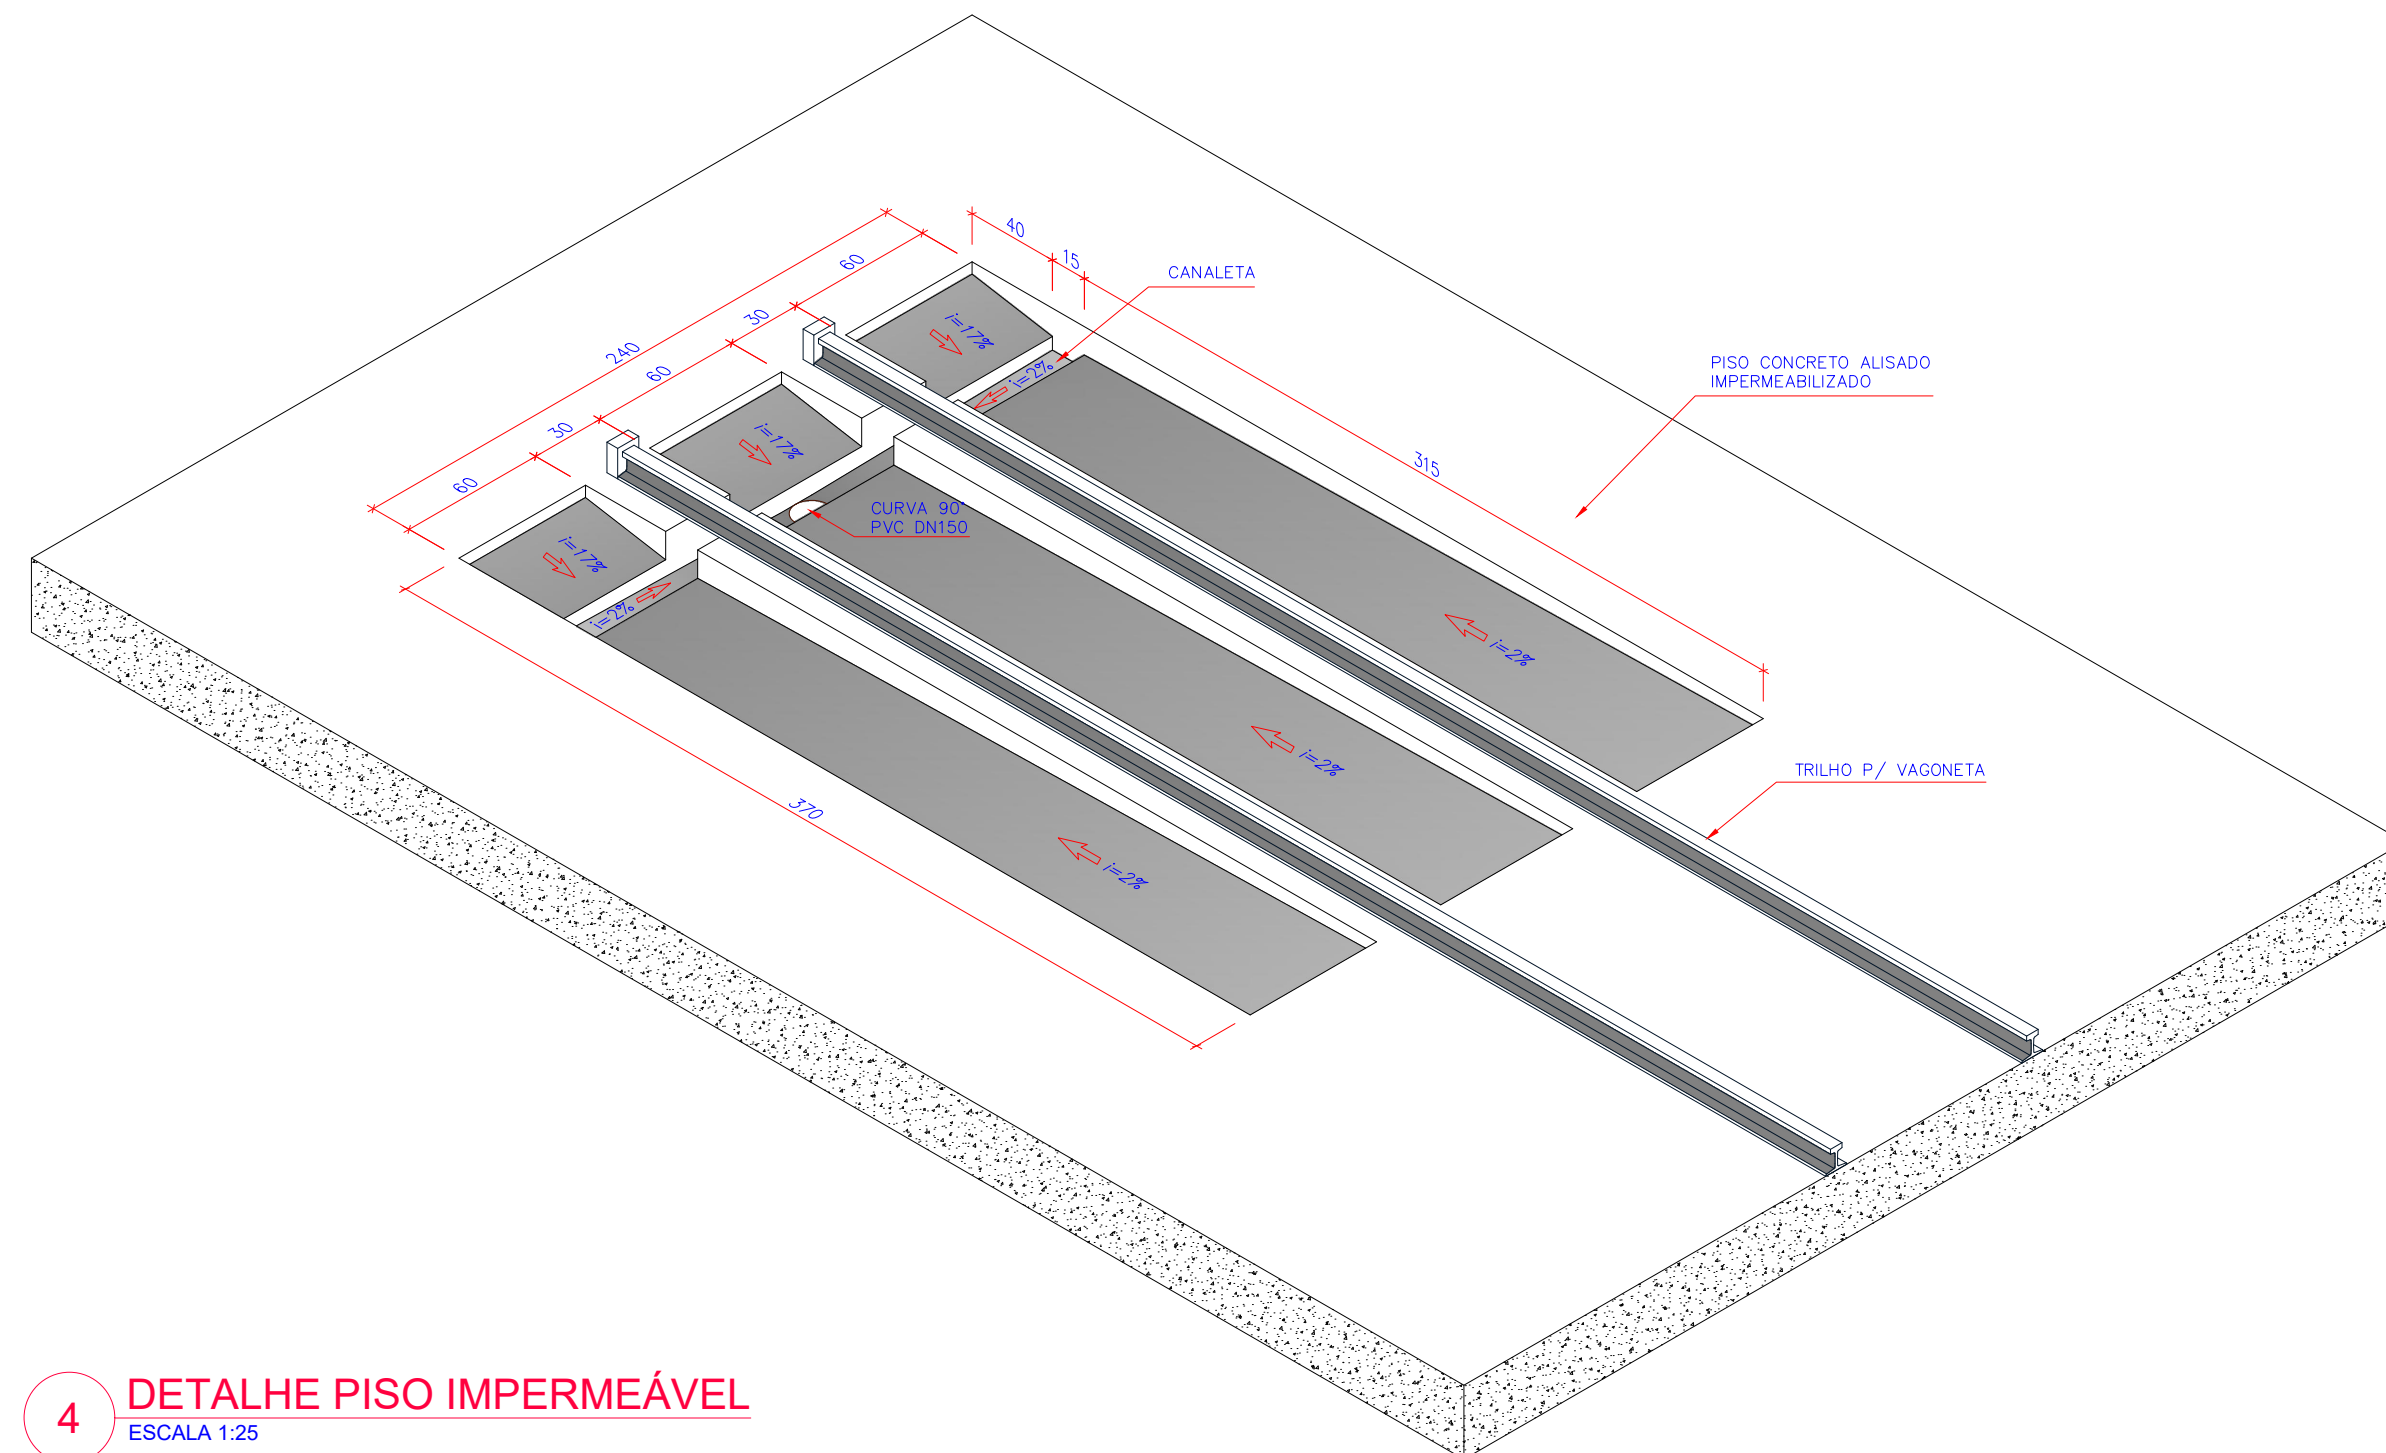 40
15
60
30
60
30
60
240
CANALETA
i=17%
i=2%
PISO CONCRETO ALISADO
IMPERMEABILIZADO
i=17%
315
CURVA 90°
PVC DN150
i=17%
i=2%
i=2%
i=2%
TRILHO P/ VAGONETA
370
i=2%
4
DETALHE PISO IMPERMEÁVEL
ESCALA 1:25